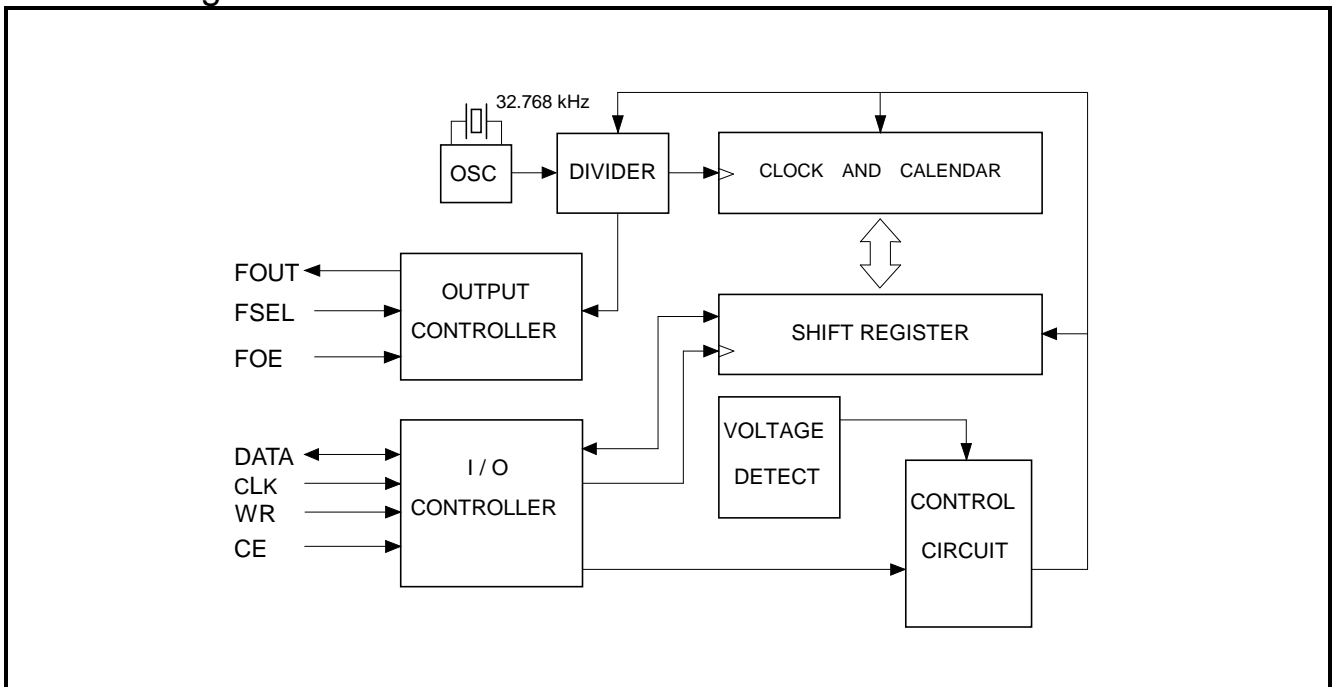 32.768 kHz
OSC
DIVIDER
CLOCK AND CALENDAR
FOUT
FSEL
FOE
OUTPUT
CONTROLLER
SHIFT REGISTER
VOLTAGE
DETECT
DATA
CLK
WR
CE
I / O
CONTROLLER
CONTROL
CIRCUIT